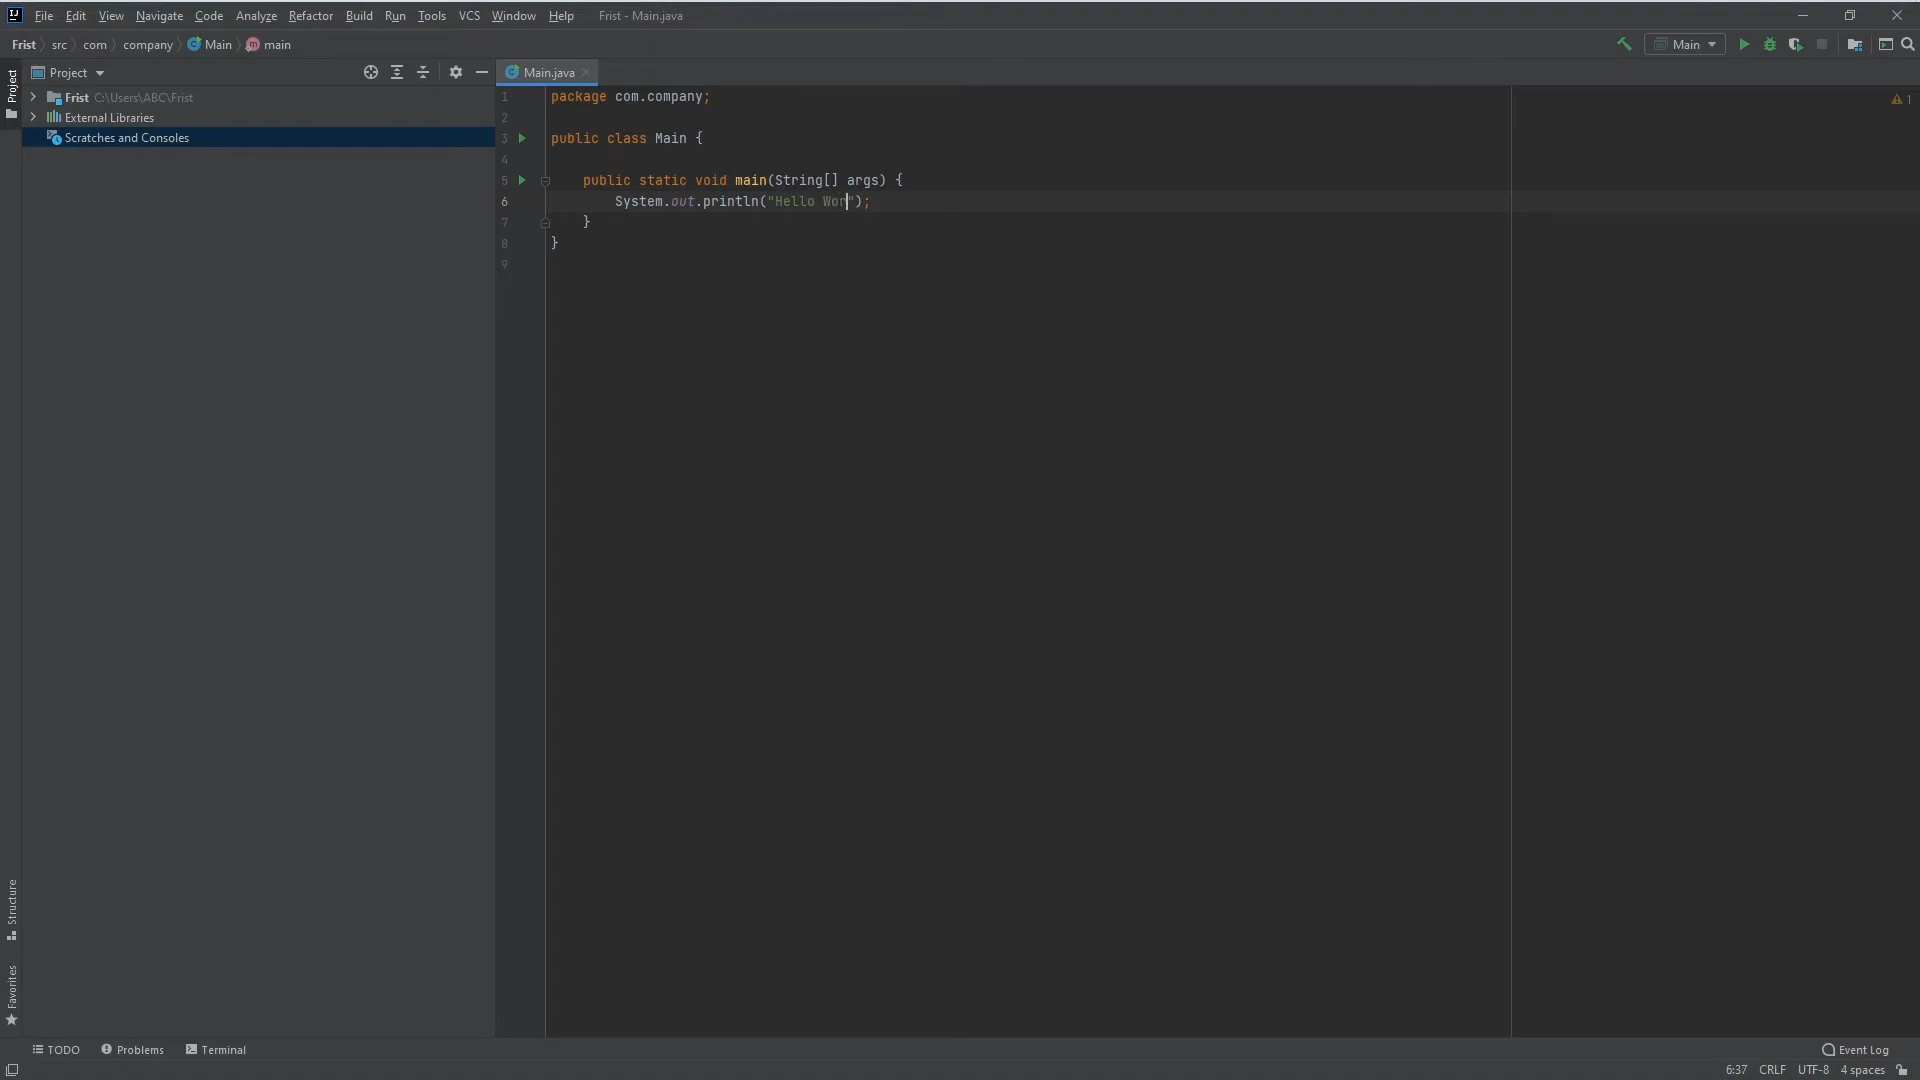 File Edit View Navigate Code Analyze Refactor Build Run Tools VCS Window Help Frist - Main.java
Frist src com company Main main Main
Project Main.java
Project
Frist C:\Users\ABC\Frist
External Libraries
Scratches and Consoles
1 package com.company;
2
3 public class Main {
4
5 public static void main(String[] args) {
6 System.out.println("Hello Wor");
7 }
8 }
9
1
Structure
Favorites
TODO Problems Terminal Event Log
6:37 CRLF UTF-8 4 spaces